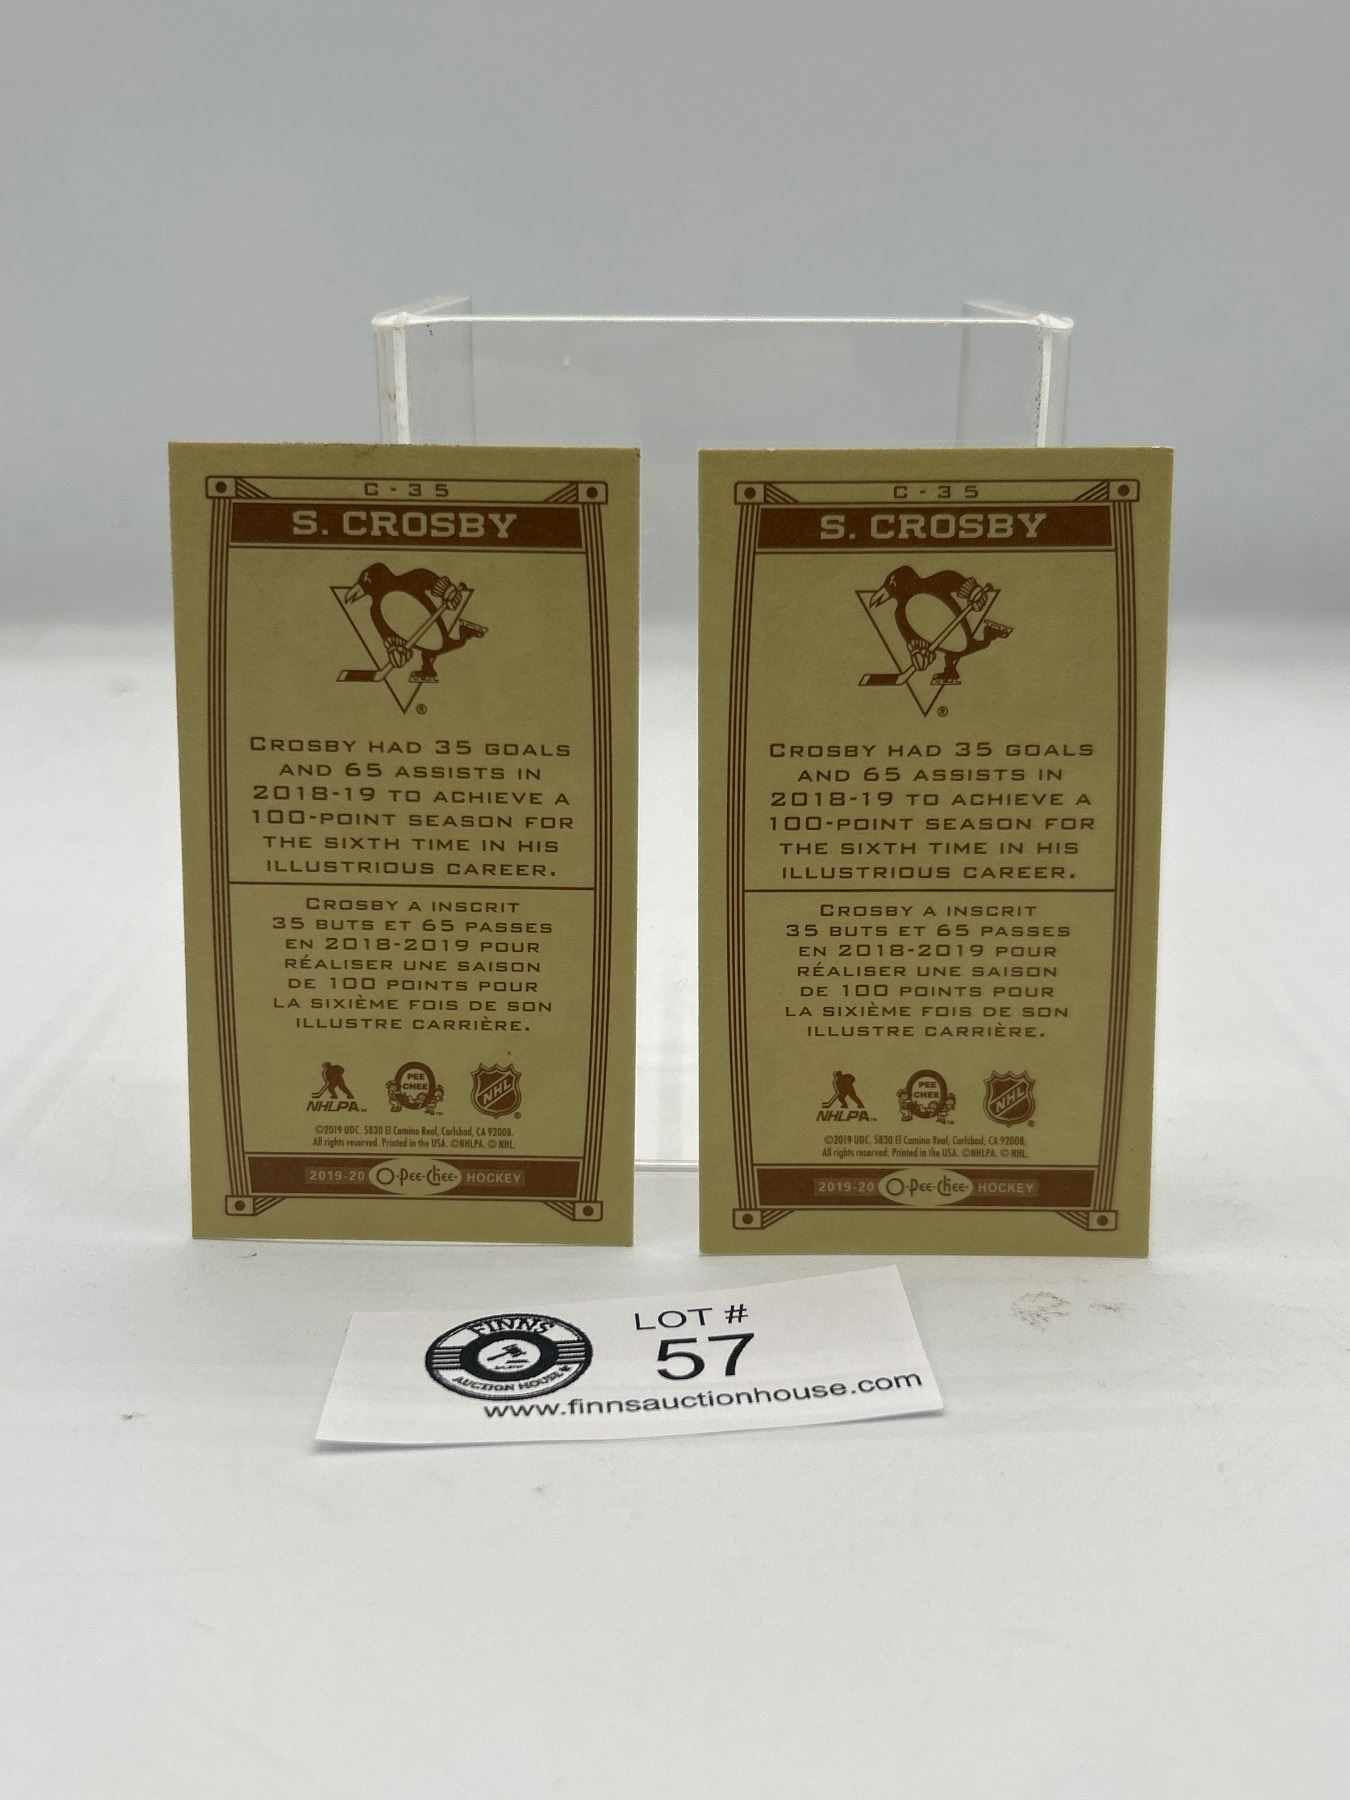 C-35
S. CROSBY
®
CROSBY HAD 35 GOALS
AND 65 ASSISTS IN
2018-19 TO ACHIEVE A
100-POINT SEASON FOR
THE SIXTH TIME IN HIS
ILLUSTRIOUS CAREER.
CROSBY A INSCRIT
35 BUTS ET 65 PASSES
EN 2018-2019 POUR
RÉALISER UNE SAISON
DE 100 POINTS POUR
LA SIXIÈME FOIS DE SON
ILLUSTRE CARRIÈRE.
NHLPA™ O PEE CHEE™ NHL®
©2019 UDC. 5830 El Camino Real, Carlsbad, CA 92008.
All rights reserved. Printed in the USA. ©NHLPA. © NHL.
2019-20 O-Pee-Chee® HOCKEY
C-35
S. CROSBY
®
CROSBY HAD 35 GOALS
AND 65 ASSISTS IN
2018-19 TO ACHIEVE A
100-POINT SEASON FOR
THE SIXTH TIME IN HIS
ILLUSTRIOUS CAREER.
CROSBY A INSCRIT
35 BUTS ET 65 PASSES
EN 2018-2019 POUR
RÉALISER UNE SAISON
DE 100 POINTS POUR
LA SIXIÈME FOIS DE SON
ILLUSTRE CARRIÈRE.
NHLPA™ O PEE CHEE™ NHL®
©2019 UDC. 5830 El Camino Real, Carlsbad, CA 92008.
All rights reserved. Printed in the USA. ©NHLPA. © NHL.
2019-20 O-Pee-Chee® HOCKEY
FINNS
AUCTION HOUSE
LOT #
57
www.finnsauctionhouse.com